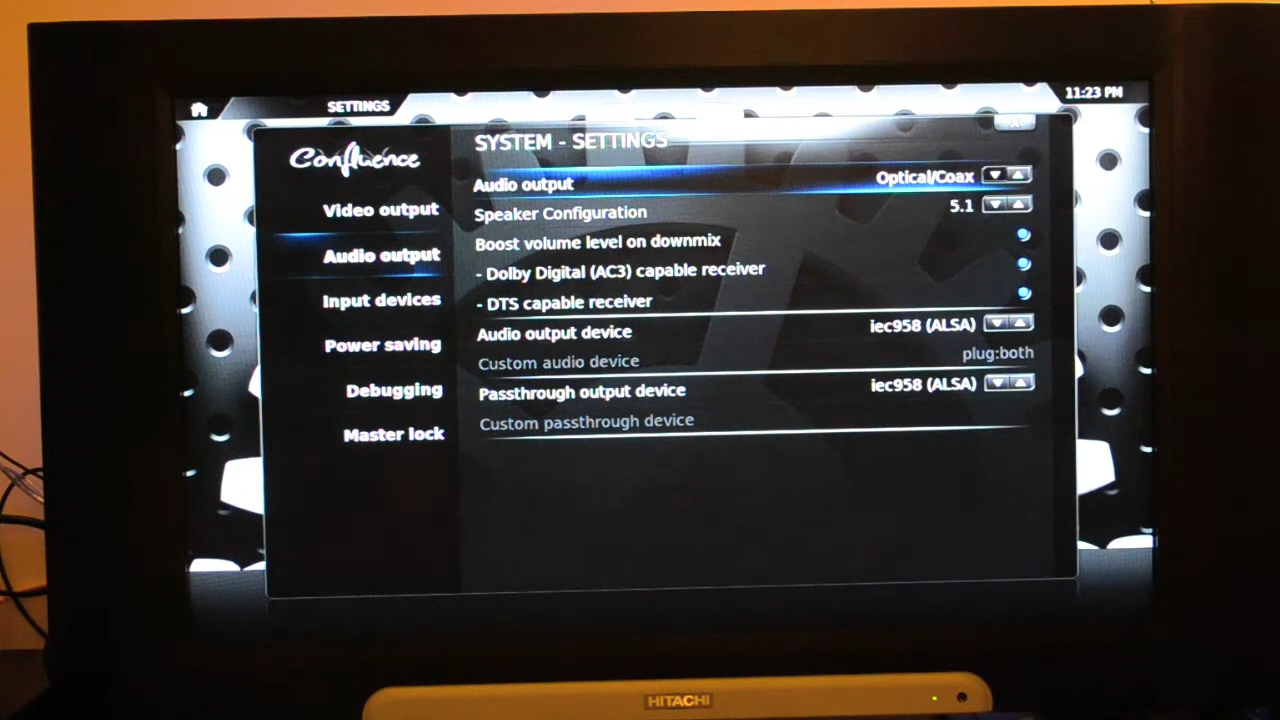 SETTINGS
11:23 PM
Confluence
Video output
Audio output
Input devices
Power saving
Debugging
Master lock
SYSTEM - SETTINGS
Audio output Optical/Coax
Speaker Configuration 5.1
Boost volume level on downmix
- Dolby Digital (AC3) capable receiver
- DTS capable receiver
Audio output device iec958 (ALSA)
Custom audio device plug:both
Passthrough output device iec958 (ALSA)
Custom passthrough device
HITACHI